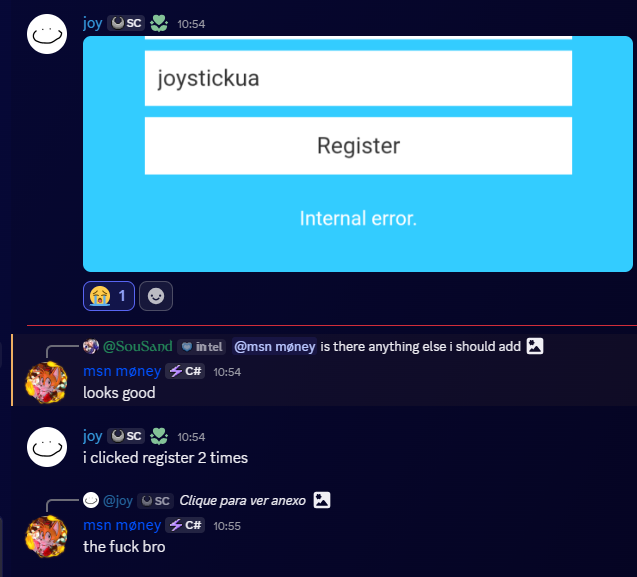 joy SC 10:54
joystickua
Register
Internal error.
1
@SouSand intel @msn møney is there anything else i should add
msn møney C# 10:54
looks good
joy SC 10:54
i clicked register 2 times
@joy SC Clique para ver anexo
msn møney C# 10:55
the fuck bro